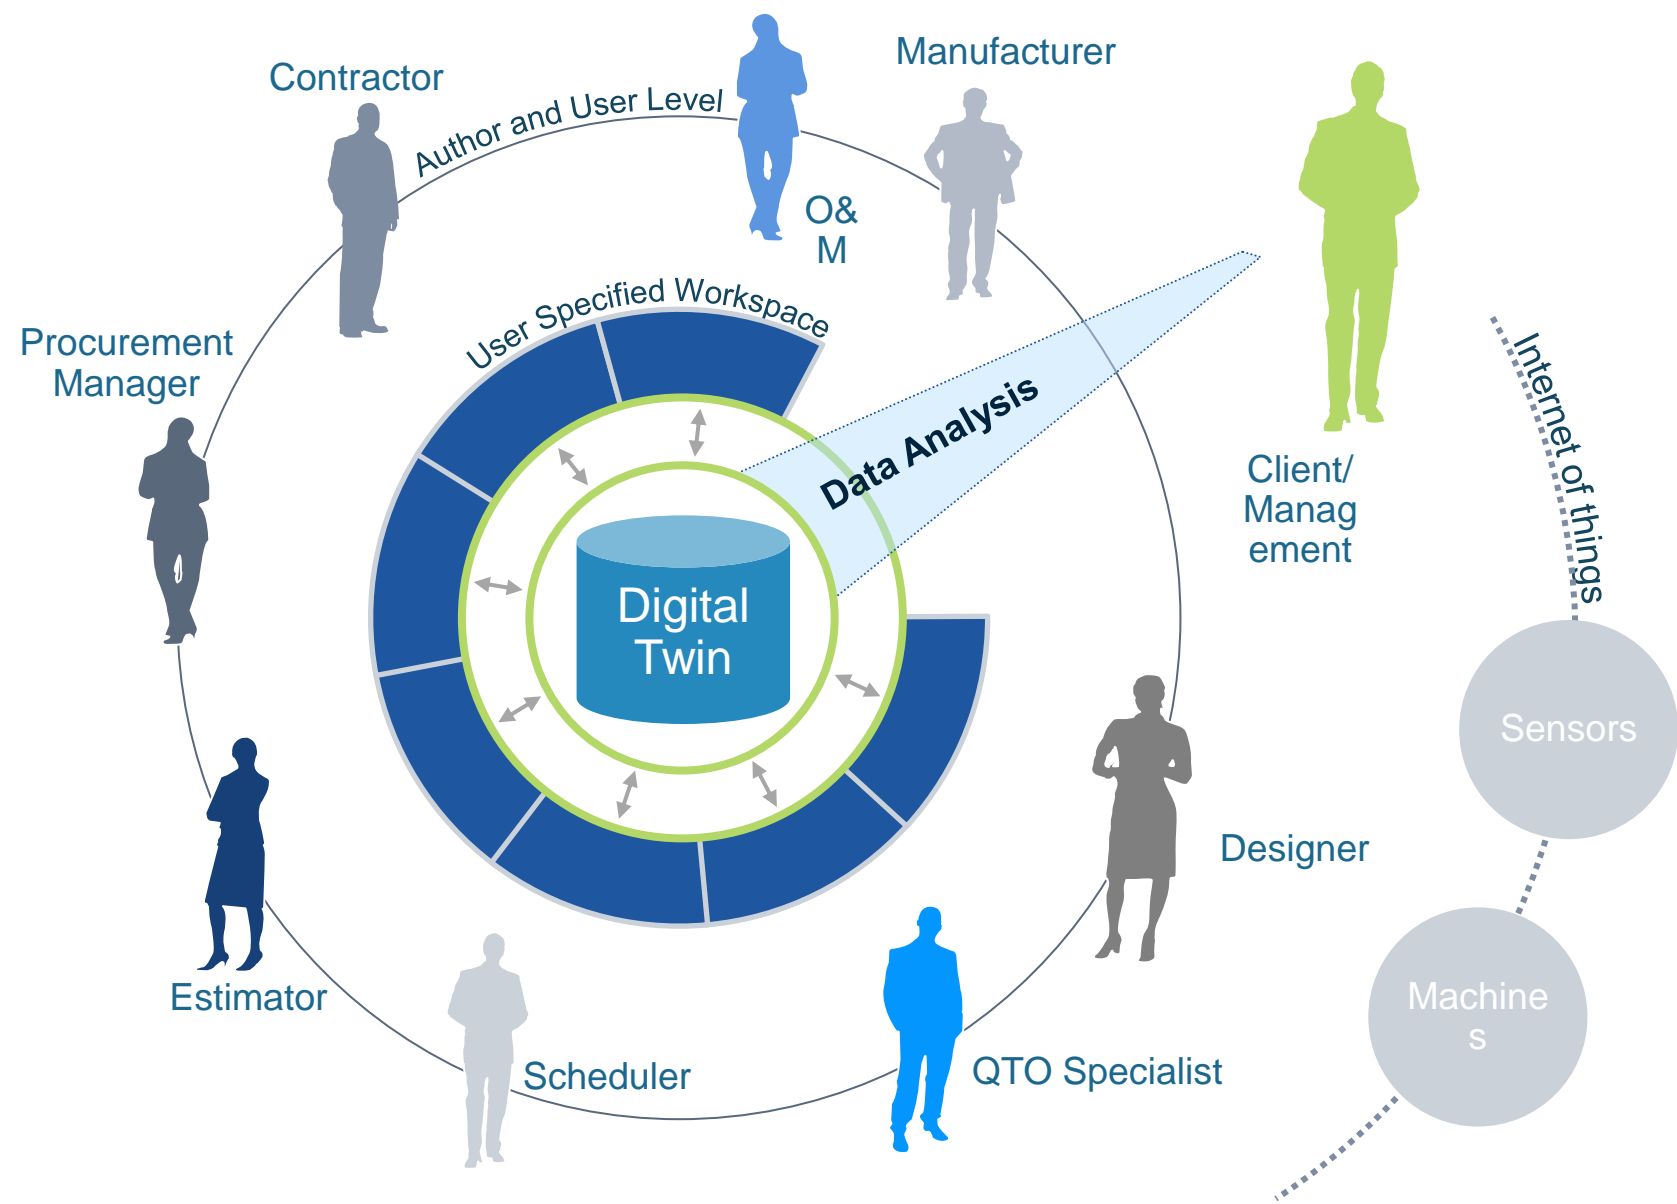 Manufacturer
Contractor
Author and User Level
O&
M
User Specified Workspace
Procurement
Manager
Internet of things
Data Analysis
Client/
Manag
ement
Digital
Twin
Sensors
Designer
Estimator
Machine
s
Scheduler
QTO Specialist